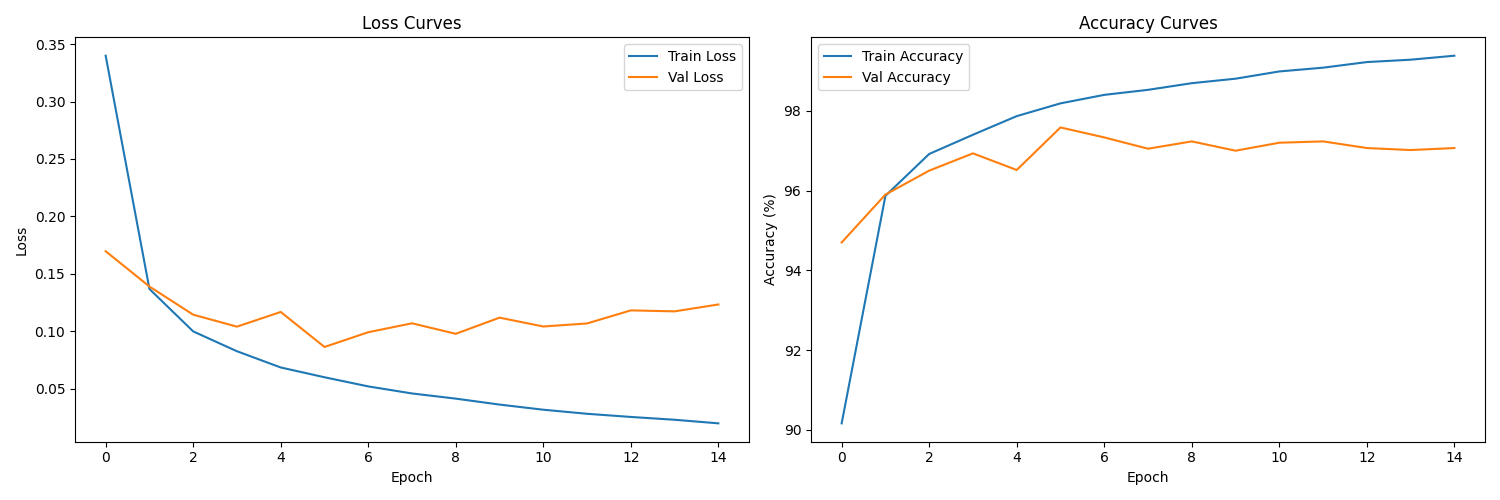 Loss Curves
0.35
0.30
0.25
0.20
0.15
0.10
0.05
Loss
Train Loss
Val Loss
0 2 4 6 8 10 12 14
Epoch
Accuracy Curves
98
96
94
92
90
Accuracy (%)
Train Accuracy
Val Accuracy
0 2 4 6 8 10 12 14
Epoch